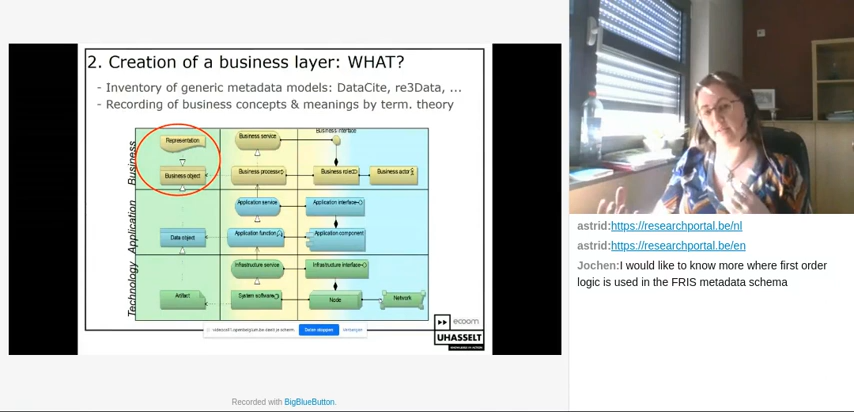 2. Creation of a business layer: WHAT?
- Inventory of generic metadata models: DataCite, re3Data, ...
- Recording of business concepts & meanings by term. theory
Business
Representation
Business service
Business interface
Business object
Business process
Business role
Business actor
Application
Application service
Application interface
Data object
Application function
Application component
Technology
Infrastructure service
Infrastructure interface
Artifact
System software
Node
Network
Delen stoppen
Verbergen
ecoom
UHASSELT
Recorded with BigBlueButton.
astrid:https://researchportal.be/nl
astrid:https://researchportal.be/en
Jochen:I would like to know more where first order
logic is used in the FRIS metadata schema